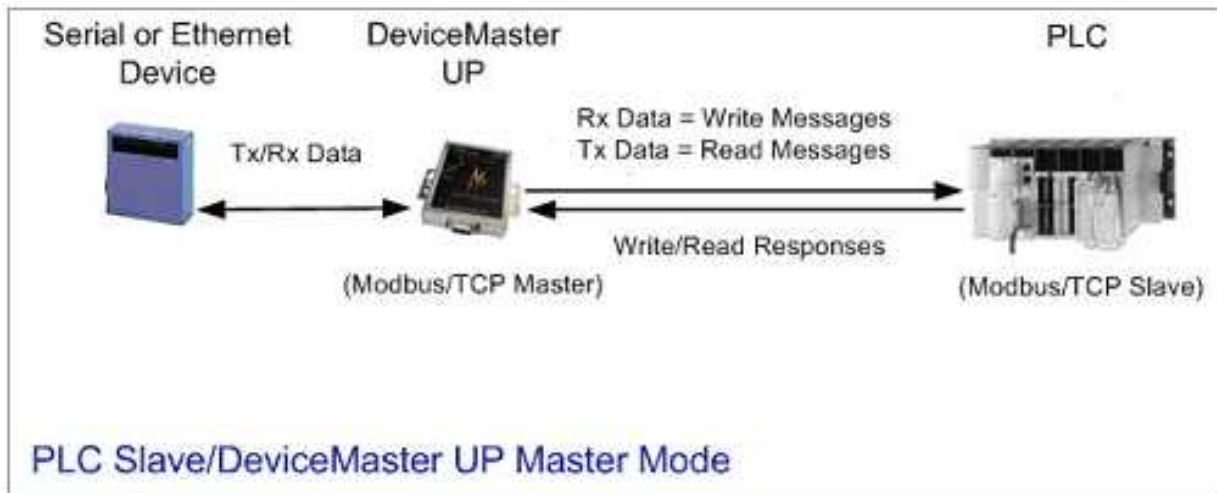 Serial or Ethernet
Device
DeviceMaster
UP
PLC
Tx/Rx Data
Rx Data = Write Messages
Tx Data = Read Messages
Write/Read Responses
(Modbus/TCP Master)
(Modbus/TCP Slave)
PLC Slave/DeviceMaster UP Master Mode